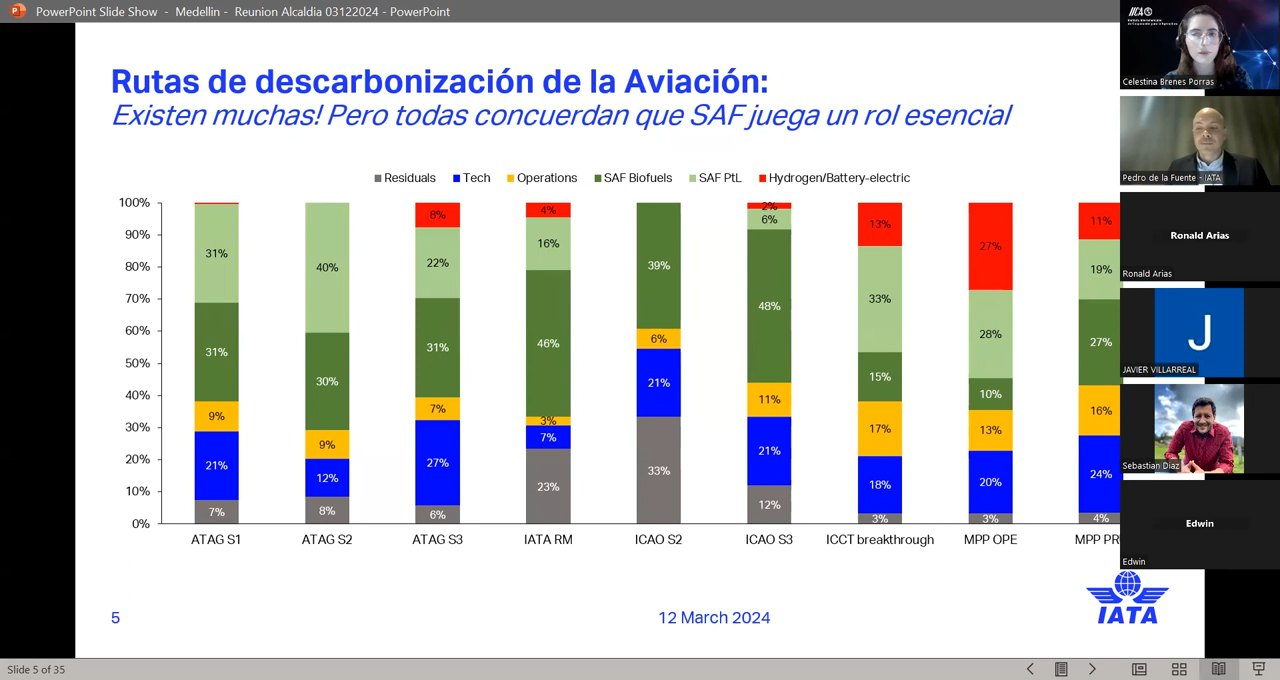 PowerPoint Slide Show - Medellin - Reunion Alcaldia 03122024 - PowerPoint
Rutas de descarbonización de la Aviación:
Existen muchas! Pero todas concuerdan que SAF juega un rol esencial
Residuals Tech Operations SAF Biofuels SAF PtL Hydrogen/Battery-electric
100%
90%
80%
70%
60%
50%
40%
30%
20%
10%
0%
31%
31%
9%
21%
7%
ATAG S1
40%
30%
9%
12%
8%
ATAG S2
8%
22%
31%
7%
27%
6%
ATAG S3
4%
16%
46%
3%
7%
23%
IATA RM
39%
6%
21%
33%
ICAO S2
2%
6%
48%
11%
21%
12%
ICAO S3
13%
33%
15%
17%
18%
3%
ICCT breakthrough
27%
28%
10%
13%
20%
3%
MPP OPE
11%
19%
27%
16%
24%
4%
MPP PR
5
12 March 2024
IATA
IICA
Celestina Brenes Porras
Pedro de la Fuente - IATA
Ronald Arias
Ronald Arias
J
JAVIER VILLARREAL
Sebastian Diaz
Edwin
Edwin
Slide 5 of 35